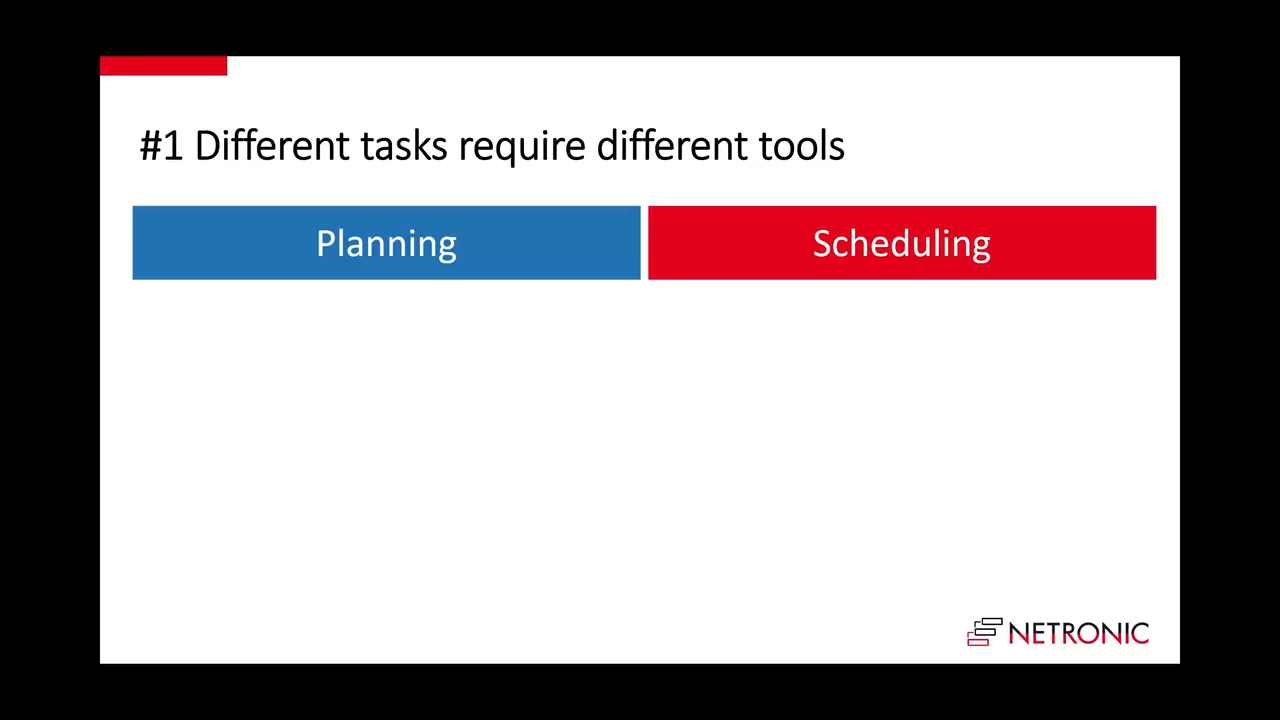 #1 Different tasks require different tools
Planning
Scheduling
NETRONIC